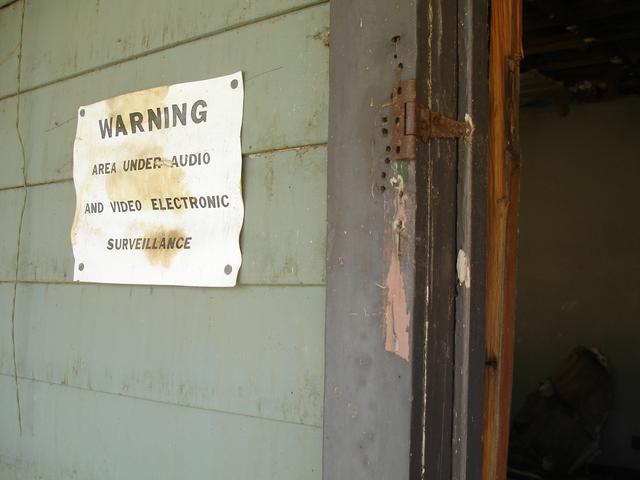 WARNING
AREA UNDER AUDIO
AND VIDEO ELECTRONIC
SURVEILLANCE